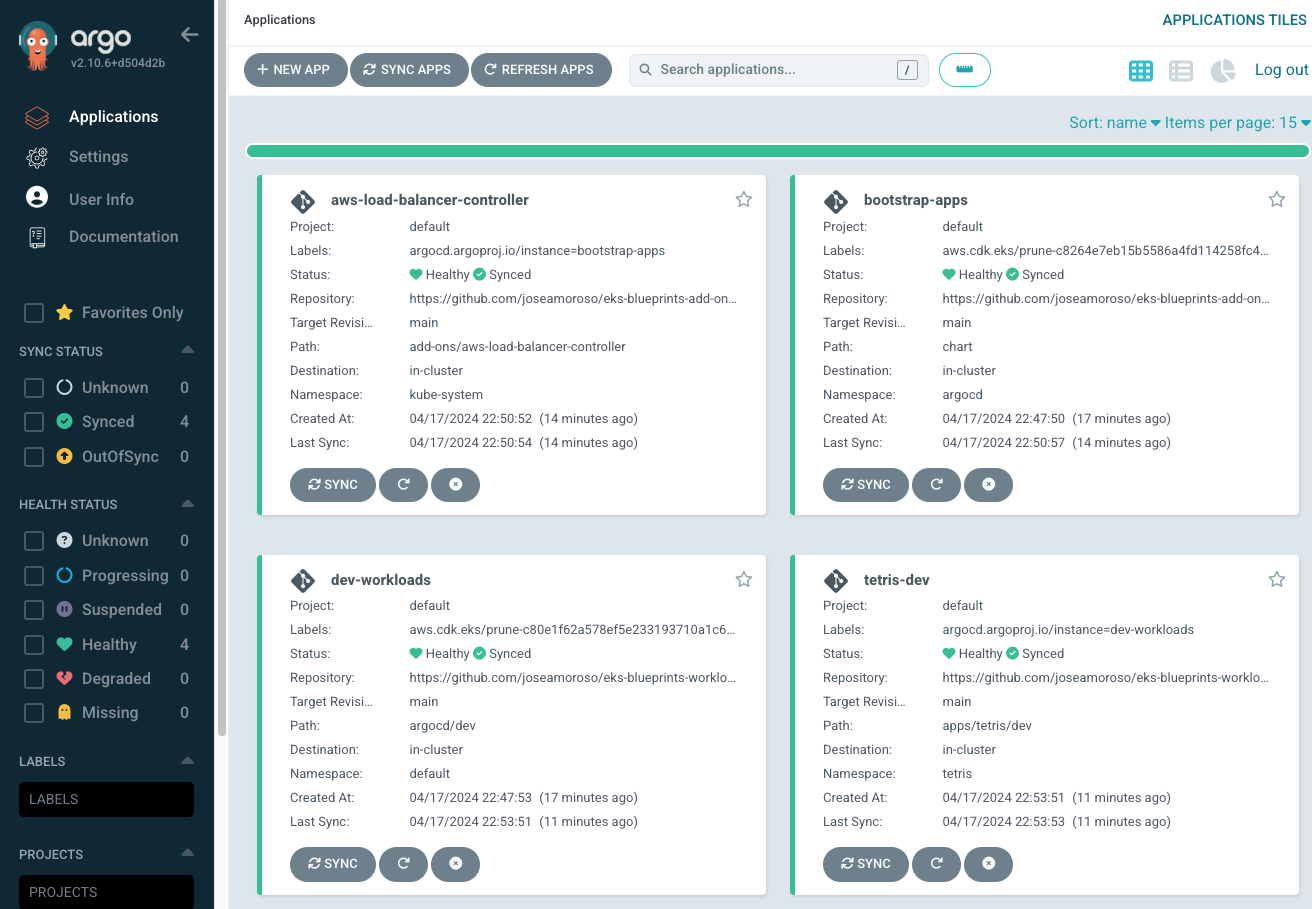 argo
v2.10.6+d504d2b
Applications
Settings
User Info
Documentation
Favorites Only
SYNC STATUS
Unknown 0
Synced 4
OutOfSync 0
HEALTH STATUS
Unknown 0
Progressing 0
Suspended 0
Healthy 4
Degraded 0
Missing 0
LABELS
LABELS
PROJECTS
PROJECTS
Applications
APPLICATIONS TILES
NEW APP
SYNC APPS
REFRESH APPS
Search applications...
/
Log out
Sort: name
Items per page: 15
aws-load-balancer-controller
Project: default
Labels: argocd.argoproj.io/instance=bootstrap-apps
Status: Healthy Synced
Repository: https://github.com/joseamoroso/eks-blueprints-add-on...
Target Revisi... main
Path: add-ons/aws-load-balancer-controller
Destination: in-cluster
Namespace: kube-system
Created At: 04/17/2024 22:50:52 (14 minutes ago)
Last Sync: 04/17/2024 22:50:54 (14 minutes ago)
SYNC
bootstrap-apps
Project: default
Labels: aws.cdk.eks/prune-c8264e7eb15b5586a4fd114258fc4...
Status: Healthy Synced
Repository: https://github.com/joseamoroso/eks-blueprints-add-on...
Target Revisi... main
Path: chart
Destination: in-cluster
Namespace: argocd
Created At: 04/17/2024 22:47:50 (17 minutes ago)
Last Sync: 04/17/2024 22:50:57 (14 minutes ago)
SYNC
dev-workloads
Project: default
Labels: aws.cdk.eks/prune-c80e1f62a578ef5e233193710a1c6...
Status: Healthy Synced
Repository: https://github.com/joseamoroso/eks-blueprints-worklo...
Target Revisi... main
Path: argocd/dev
Destination: in-cluster
Namespace: default
Created At: 04/17/2024 22:47:53 (17 minutes ago)
Last Sync: 04/17/2024 22:53:51 (11 minutes ago)
SYNC
tetris-dev
Project: default
Labels: argocd.argoproj.io/instance=dev-workloads
Status: Healthy Synced
Repository: https://github.com/joseamoroso/eks-blueprints-worklo...
Target Revisi... main
Path: apps/tetris/dev
Destination: in-cluster
Namespace: tetris
Created At: 04/17/2024 22:53:51 (11 minutes ago)
Last Sync: 04/17/2024 22:53:53 (11 minutes ago)
SYNC